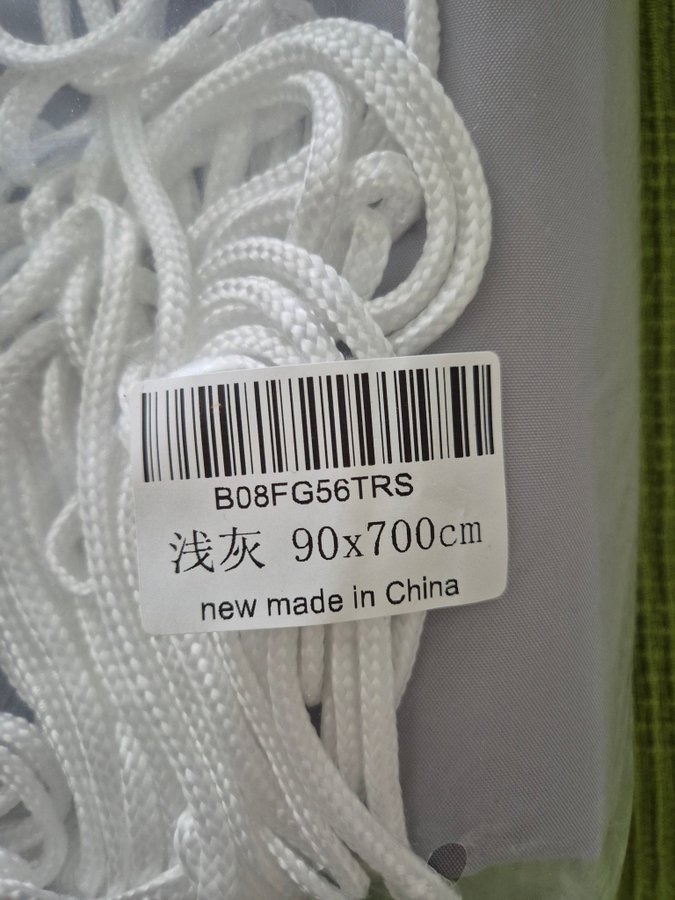 B08FG56TRS
浅灰 90x700cm
new made in China